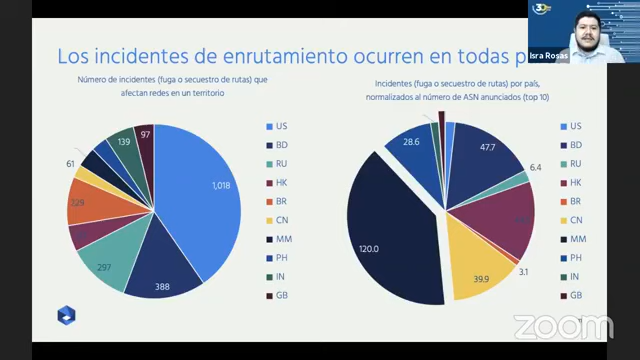 Los incidentes de enrutamiento ocurren en todas
Isra Rosas
Número de incidentes (fuga o secuestro de rutas) que
afectan redes en un territorio
Incidentes (fuga o secuestro de rutas) por país,
normalizados al número de ASN anunciados (top 10)
97
139
61
229
297
388
1,018
US
BD
RU
HK
BR
CN
MM
PH
IN
GB
28.6
47.7
6.4
120.0
39.9
3.1
US
BD
RU
HK
BR
CN
MM
PH
IN
GB
zoom